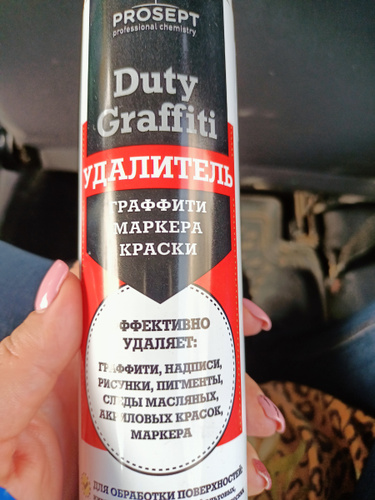 PROSEPT
professional chemistry
Duty
Graffiti
УДАЛИТЕЛЬ
ГРАФФИТИ
МАРКЕРА
КРАСКИ
ФФЕКТИВНО
УДАЛЯЕТ:
ГРАФФИТИ, НАДПИСИ,
РИСУНКИ, ПИГМЕНТЫ,
СЛЕДЫ МАСЛЯНЫХ,
АКРИЛОВЫХ КРАСОК,
МАРКЕРА
ДЛЯ ОБРАБОТКИ ПОВЕРХНОСТЕЙ: